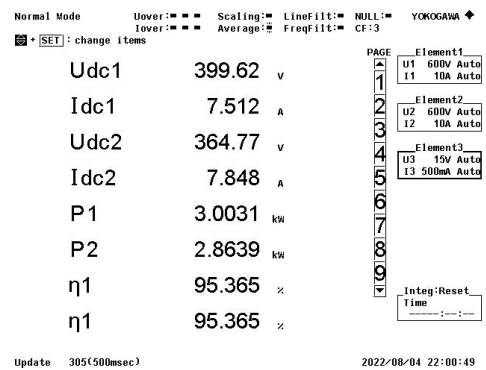 Normal Mode Uover: Scaling: LineFilt: NULL: YOKOGAWA
Iover: Average: FreqFilt: CF:3
+ SET : change items
PAGE
Udc1 399.62 V
Idc1 7.512 A
Udc2 364.77 V
Idc2 7.848 A
P1 3.0031 kW
P2 2.8639 kW
η1 95.365 %
η1 95.365 %
1
2
3
4
5
6
7
8
9
Element1
U1 600V Auto
I1 10A Auto
Element2
U2 600V Auto
I2 10A Auto
Element3
U3 15V Auto
I3 500mA Auto
Integ:Reset
Time
-----:--:--
Update 305(500msec) 2022/08/04 22:00:49